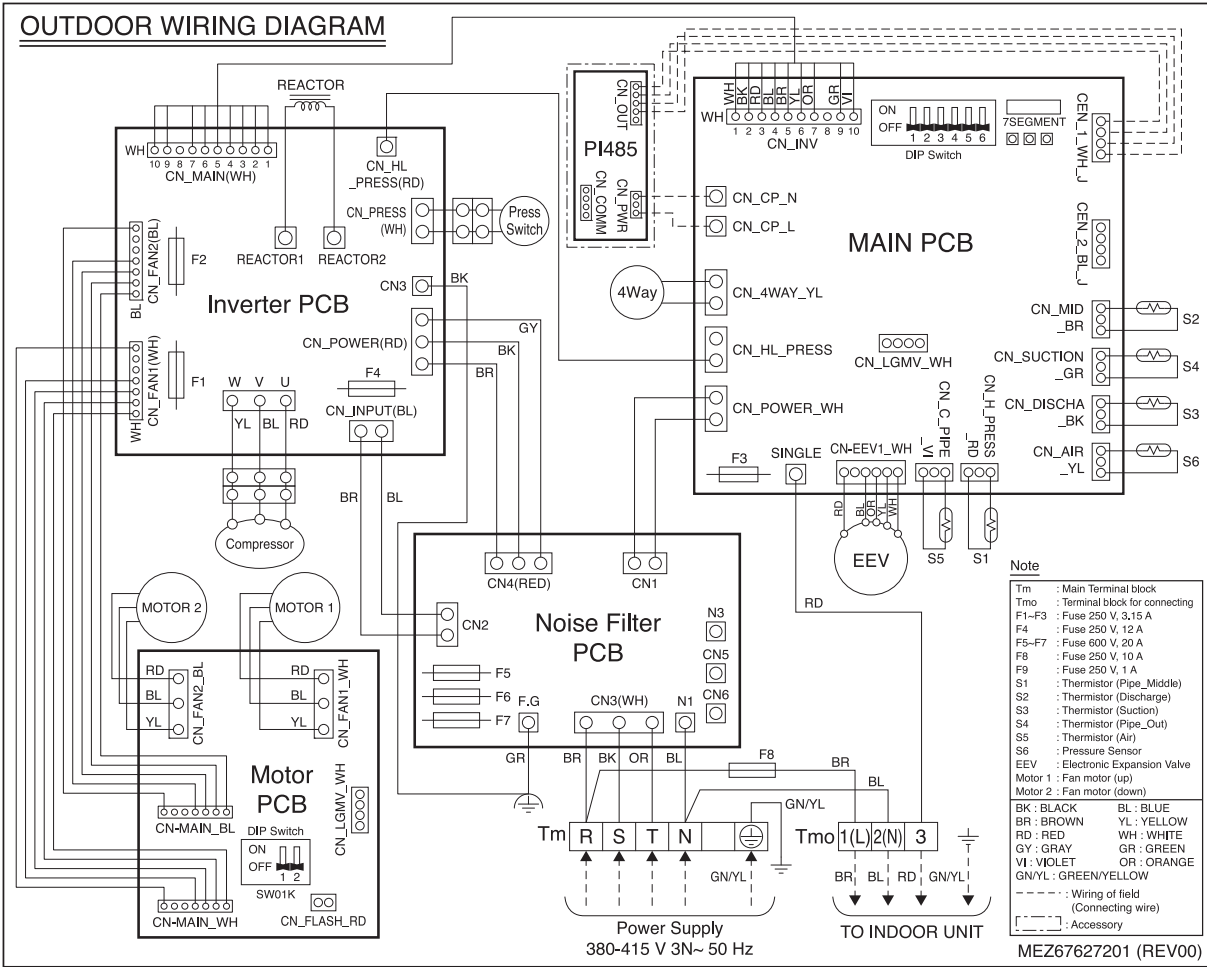 OUTDOOR WIRING DIAGRAM
REACTOR
WH
10 9 8 7 6 5 4 3 2 1
CN_MAIN(WH)
CN_HL
_PRESS(RD)
CN_PRESS
(WH)
Press
Switch
REACTOR1
REACTOR2
CN_FAN2(BL)
BL
F2
Inverter PCB
CN3
BK
CN_POWER(RD)
GY
BK
BR
CN_FAN1(WH)
WH
F1
W V U
YL BL RD
F4
CN_INPUT(BL)
BR
BL
Compressor
PI485
CN_OUT
CN_COMM
CN_PWR
WH
BK
RD
BL
BR
YL
OR
GR
VI
WH
1 2 3 4 5 6 7 8 9 10
CN_INV
ON
OFF
1 2 3 4 5 6
DIP Switch
7SEGMENT
CEN_1_WH_J
CEN_2_BL_J
CN_CP_N
CN_CP_L
MAIN PCB
4Way
CN_4WAY_YL
CN_HL_PRESS
CN_LGMV_WH
CN_POWER_WH
CN_MID
_BR
S2
CN_SUCTION
_GR
S4
CN_DISCHA
_BK
S3
CN_AIR
_YL
S6
F3
SINGLE
CN-EEV1_WH
CN_C_PIPE
_VI
CN_H_PRESS
_RD
RD
BL
OR
YL
WH
EEV
S5
S1
RD
CN4(RED)
CN1
CN2
Noise Filter
PCB
N3
CN5
CN6
F5
F6
F7
F.G
CN3(WH)
N1
GR
BR
BK
OR
BL
F8
BR
BL
GN/YL
Tm
R S T N
GN/YL
Tmo
1(L) 2(N) 3
BR BL RD GN/YL
Power Supply
380-415 V 3N~ 50 Hz
TO INDOOR UNIT
MOTOR 2
MOTOR 1
RD
BL
YL
CN_FAN2_BL
RD
BL
YL
CN_FAN1_WH
Motor
PCB
CN_LGMV_WH
CN-MAIN_BL
DIP Switch
ON
OFF
1 2
SW01K
CN-MAIN_WH
CN_FLASH_RD
Note
Tm : Main Terminal block
Tmo : Terminal block for connecting
F1~F3 : Fuse 250 V, 3.15 A
F4 : Fuse 250 V, 12 A
F5~F7 : Fuse 600 V, 20 A
F8 : Fuse 250 V, 10 A
F9 : Fuse 250 V, 1 A
S1 : Thermistor (Pipe_Middle)
S2 : Thermistor (Discharge)
S3 : Thermistor (Suction)
S4 : Thermistor (Pipe_Out)
S5 : Thermistor (Air)
S6 : Pressure Sensor
EEV : Electronic Expansion Valve
Motor 1 : Fan motor (up)
Motor 2 : Fan motor (down)
BK : BLACK BL : BLUE
BR : BROWN YL : YELLOW
RD : RED WH : WHITE
GY : GRAY GR : GREEN
VI : VIOLET OR : ORANGE
GN/YL : GREEN/YELLOW
: Wiring of field
(Connecting wire)
: Accessory
MEZ67627201 (REV00)